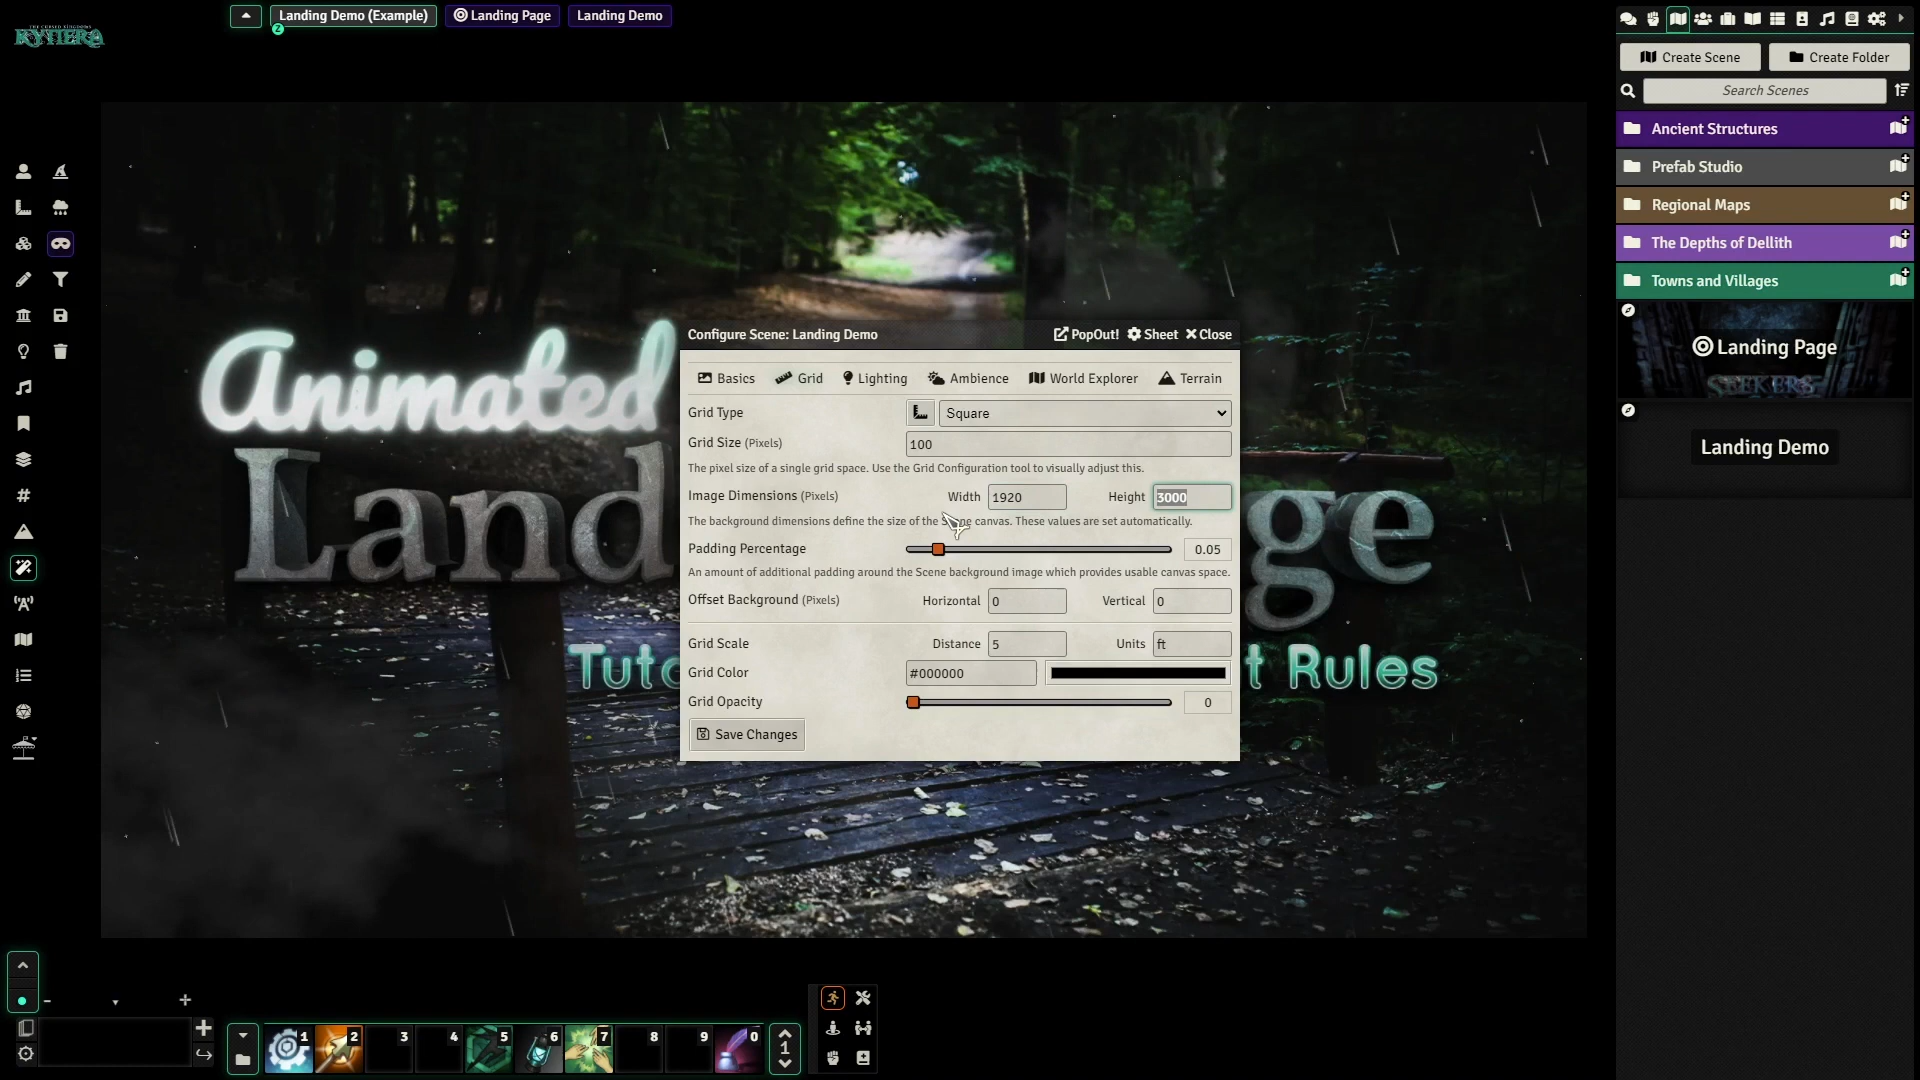 THE CURSED KINGDOMS
RYTIERA
Landing Demo (Example)
Landing Page
Landing Demo
Z
Create Scene
Create Folder
Search Scenes
Ancient Structures
Prefab Studio
Regional Maps
The Depths of Dellith
Towns and Villages
Landing Page
SEEKERS
Landing Demo
Animated
Land
ge
Tuto
t Rules
Configure Scene: Landing Demo
PopOut!
Sheet
Close
Basics
Grid
Lighting
Ambience
World Explorer
Terrain
Grid Type
Square
Grid Size (Pixels)
100
The pixel size of a single grid space. Use the Grid Configuration tool to visually adjust this.
Image Dimensions (Pixels)
Width
1920
Height
3000
The background dimensions define the size of the Scene canvas. These values are set automatically.
Padding Percentage
0.05
An amount of additional padding around the Scene background image which provides usable canvas space.
Offset Background (Pixels)
Horizontal
0
Vertical
0
Grid Scale
Distance
5
Units
ft
Grid Color
#000000
Grid Opacity
0
Save Changes
1
2
3
4
5
6
7
8
9
0
1